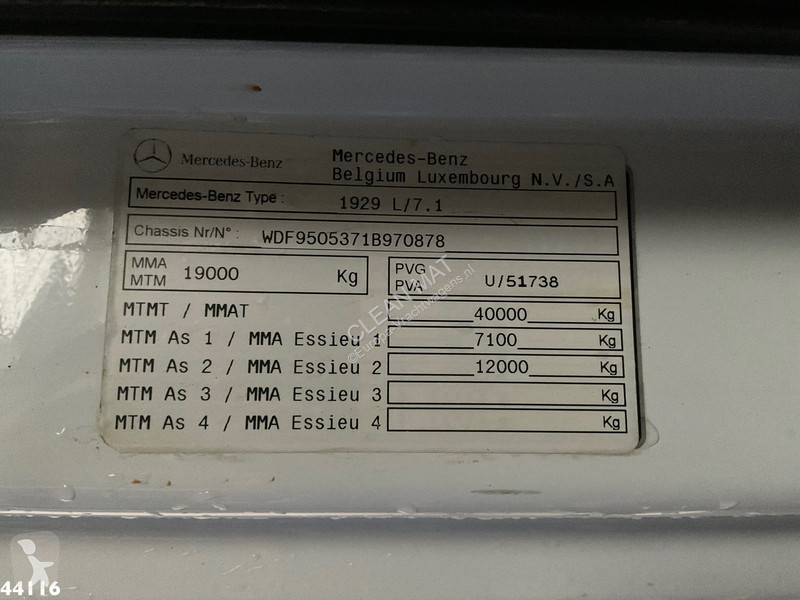 Mercedes-Benz
Mercedes-Benz
Belgium Luxembourg N.V./S.A
Mercedes-Benz Type : 1929 L/7.1
Chassis Nr/N° : WDF9505371B970878
MMA
MTM 19000 Kg
PVG
PVA U/51738
MTMT / MMAT 40000 Kg
MTM As 1 / MMA Essieu 1 7100 Kg
MTM As 2 / MMA Essieu 2 12000 Kg
MTM As 3 / MMA Essieu 3 Kg
MTM As 4 / MMA Essieu 4 Kg
CLEANMAT
44116